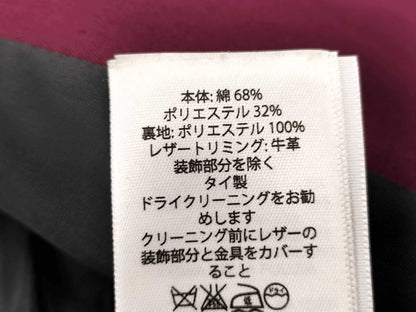 本体: 綿 68%
ポリエステル 32%
裏地: ポリエステル 100%
レザートリミング: 牛革
装飾部分を除く
タイ製
ドライクリーニングをお勧
めします
クリーニング前にレザーの
装飾部分と金具をカバーす
ること
ドライ